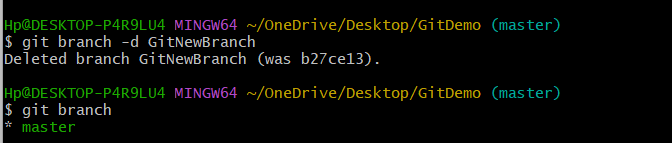 Hp@DESKTOP-P4R9LU4 MINGW64 ~/OneDrive/Desktop/GitDemo (master)
$ git branch -d GitNewBranch
Deleted branch GitNewBranch (was b27ce13).
Hp@DESKTOP-P4R9LU4 MINGW64 ~/OneDrive/Desktop/GitDemo (master)
$ git branch
* master